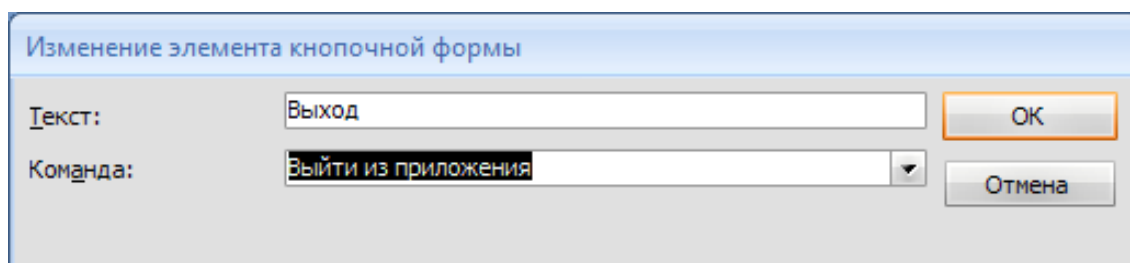 Изменение элемента кнопочной формы
Текст: Выход OK
Команда: Выйти из приложения
Отмена